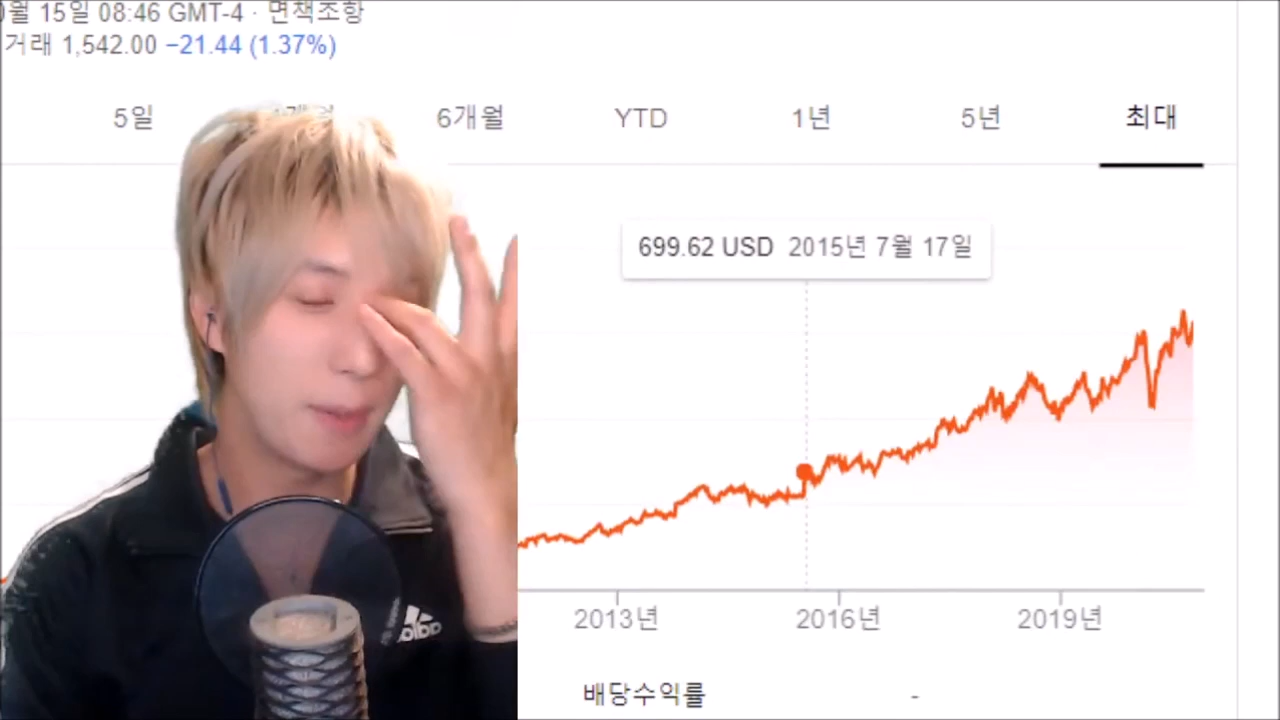 월 15일 08:46 GMT-4 · 면책조항
거래 1,542.00 −21.44 (1.37%)
5일 6개월 YTD 1년 5년 최대
699.62 USD 2015년 7월 17일
adidas
2013년 2016년 2019년
배당수익률 -